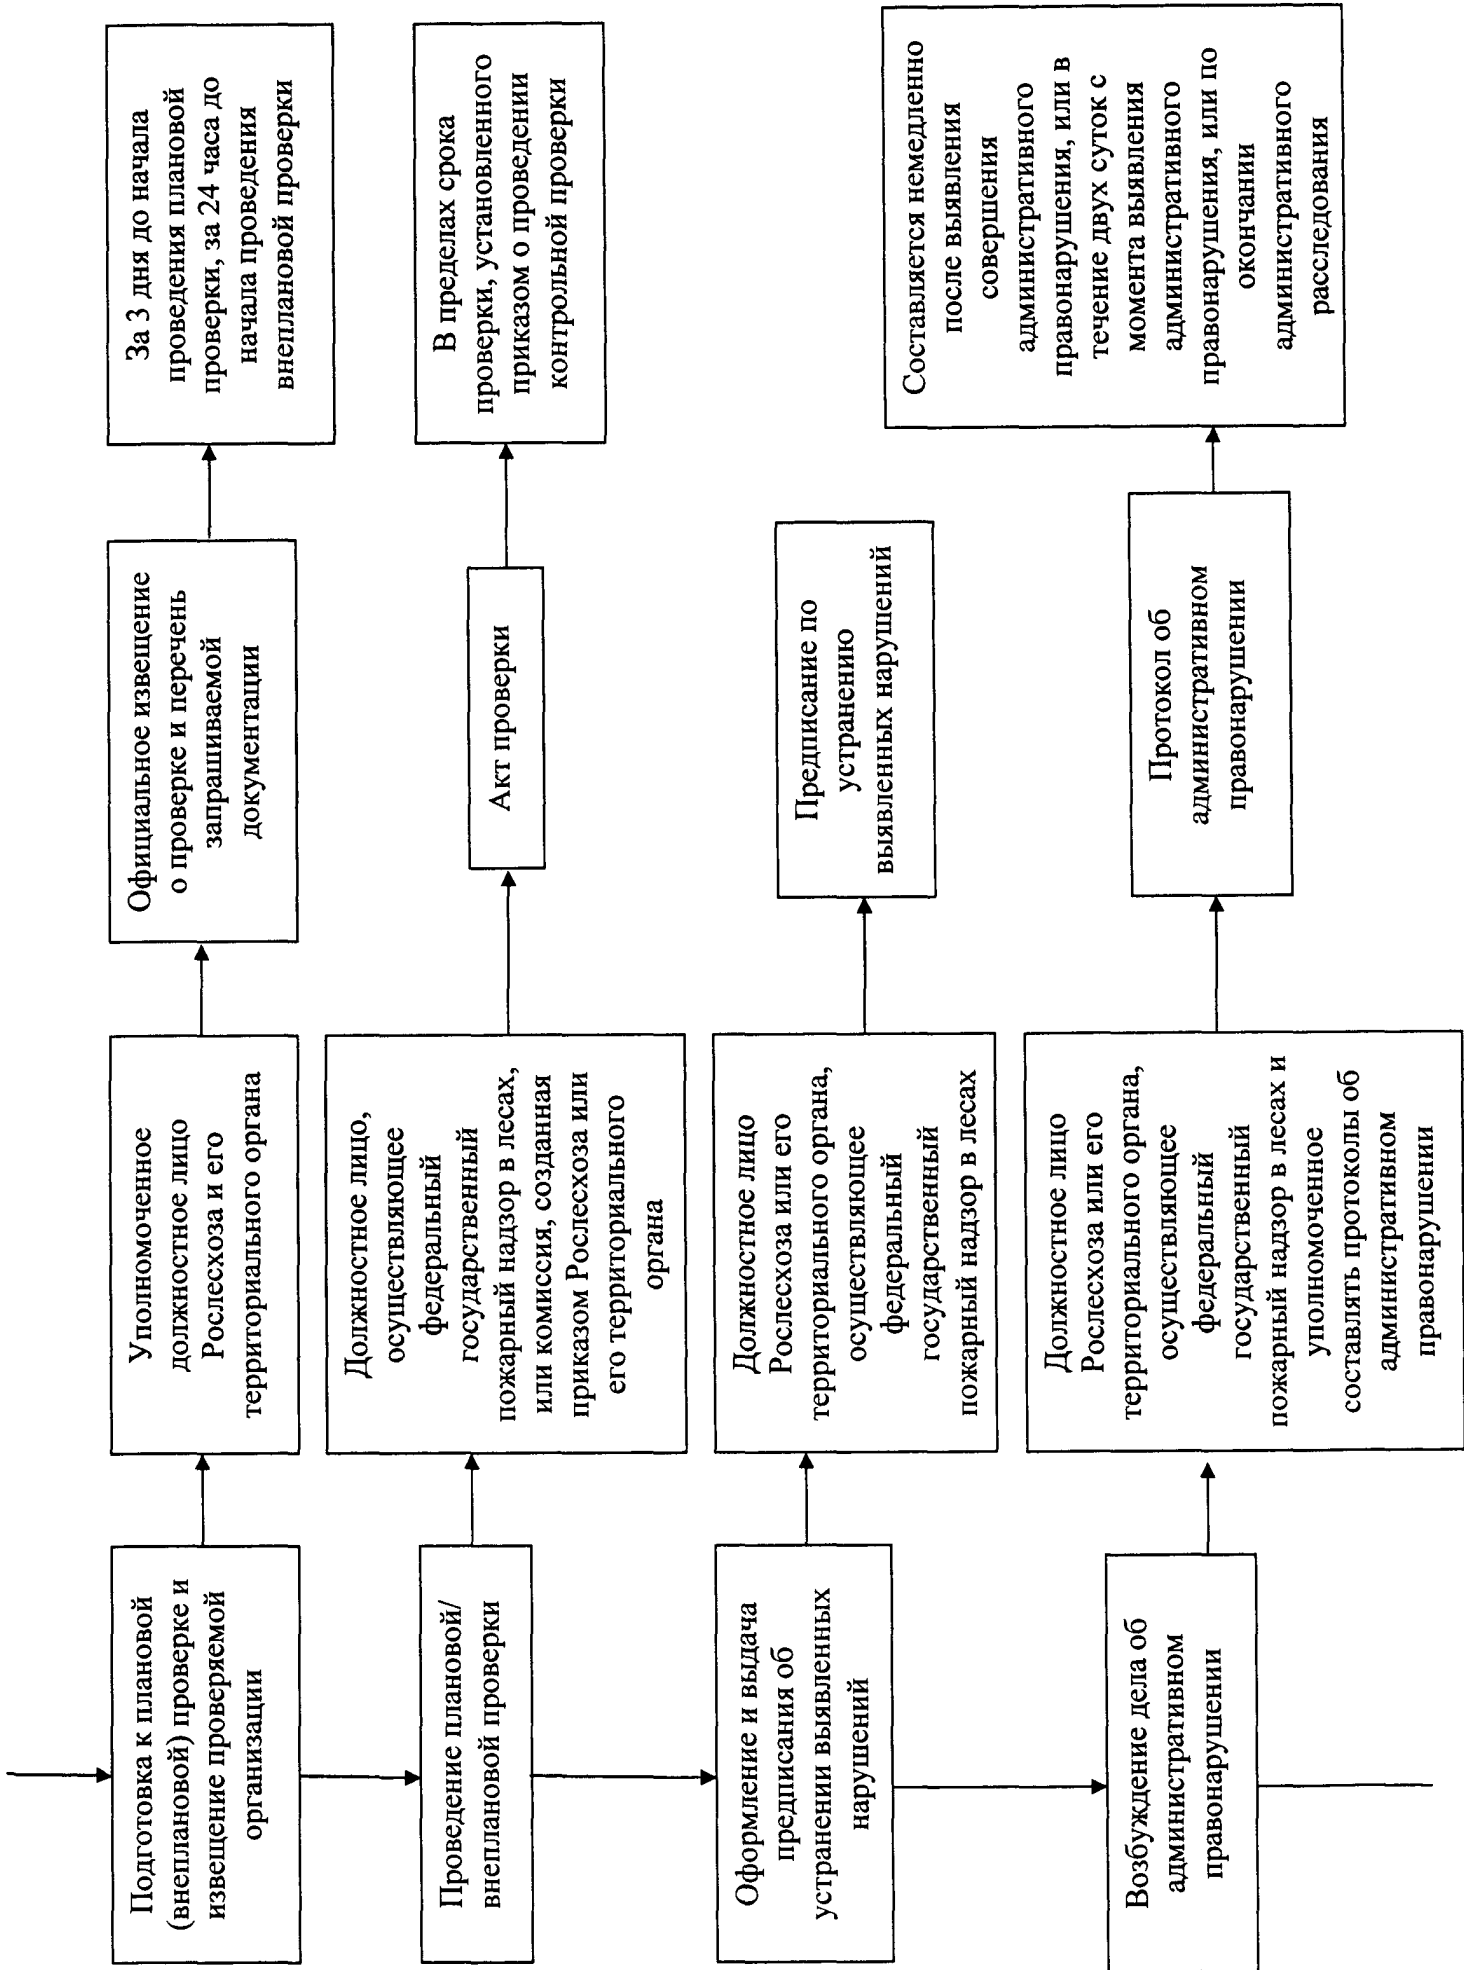 Подготовка к плановой
(внеплановой) проверке и
извещение проверяемой
организации
Уполномоченное
должностное лицо
Рослесхоза и его
территориального органа
Официальное извещение
о проверке и перечень
запрашиваемой
документации
За 3 дня до начала
проведения плановой
проверки, за 24 часа до
начала проведения
внеплановой проверки
Проведение плановой/
внеплановой проверки
Должностное лицо,
осуществляющее
федеральный
государственный
пожарный надзор в лесах,
или комиссия, созданная
приказом Рослесхоза или
его территориального
органа
Акт проверки
В пределах срока
проверки, установленного
приказом о проведении
контрольной проверки
Оформление и выдача
предписания об
устранении выявленных
нарушений
Должностное лицо
Рослесхоза или его
территориального органа,
осуществляющее
федеральный
государственный
пожарный надзор в лесах
Предписание по
устранению
выявленных нарушений
Возбуждение дела об
административном
правонарушении
Должностное лицо
Рослесхоза или его
территориального органа,
осуществляющее
федеральный
государственный
пожарный надзор в лесах и
уполномоченное
составлять протоколы об
административном
правонарушении
Протокол об
административном
правонарушении
Составляется немедленно
после выявления
совершения
административного
правонарушения, или в
течение двух суток с
момента выявления
административного
правонарушения, или по
окончании
административного
расследования